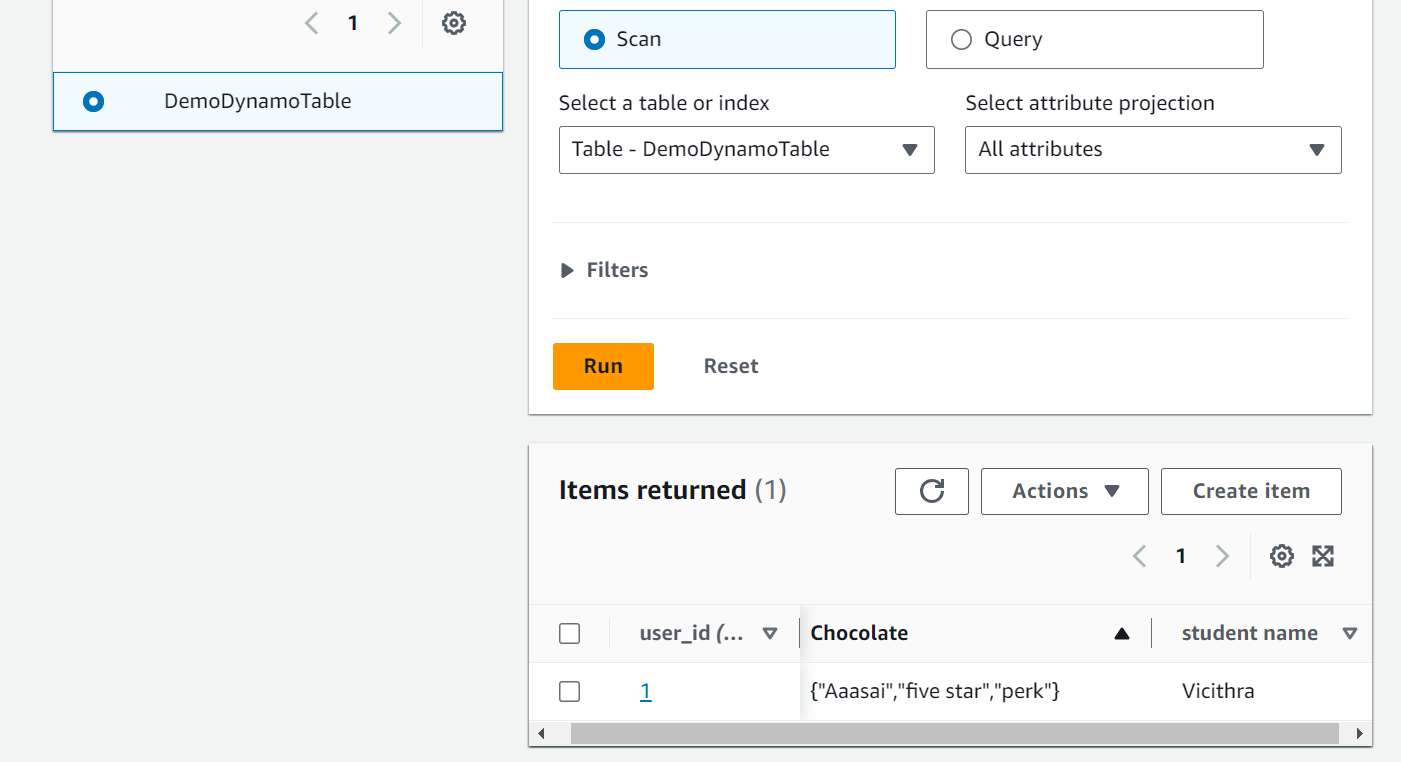 1
DemoDynamoTable
Scan
Query
Select a table or index
Select attribute projection
Table - DemoDynamoTable
All attributes
Filters
Run
Reset
Items returned (1)
Actions
Create item
1
user_id (...
Chocolate
student name
1
{"Aaasai","five star","perk"}
Vicithra